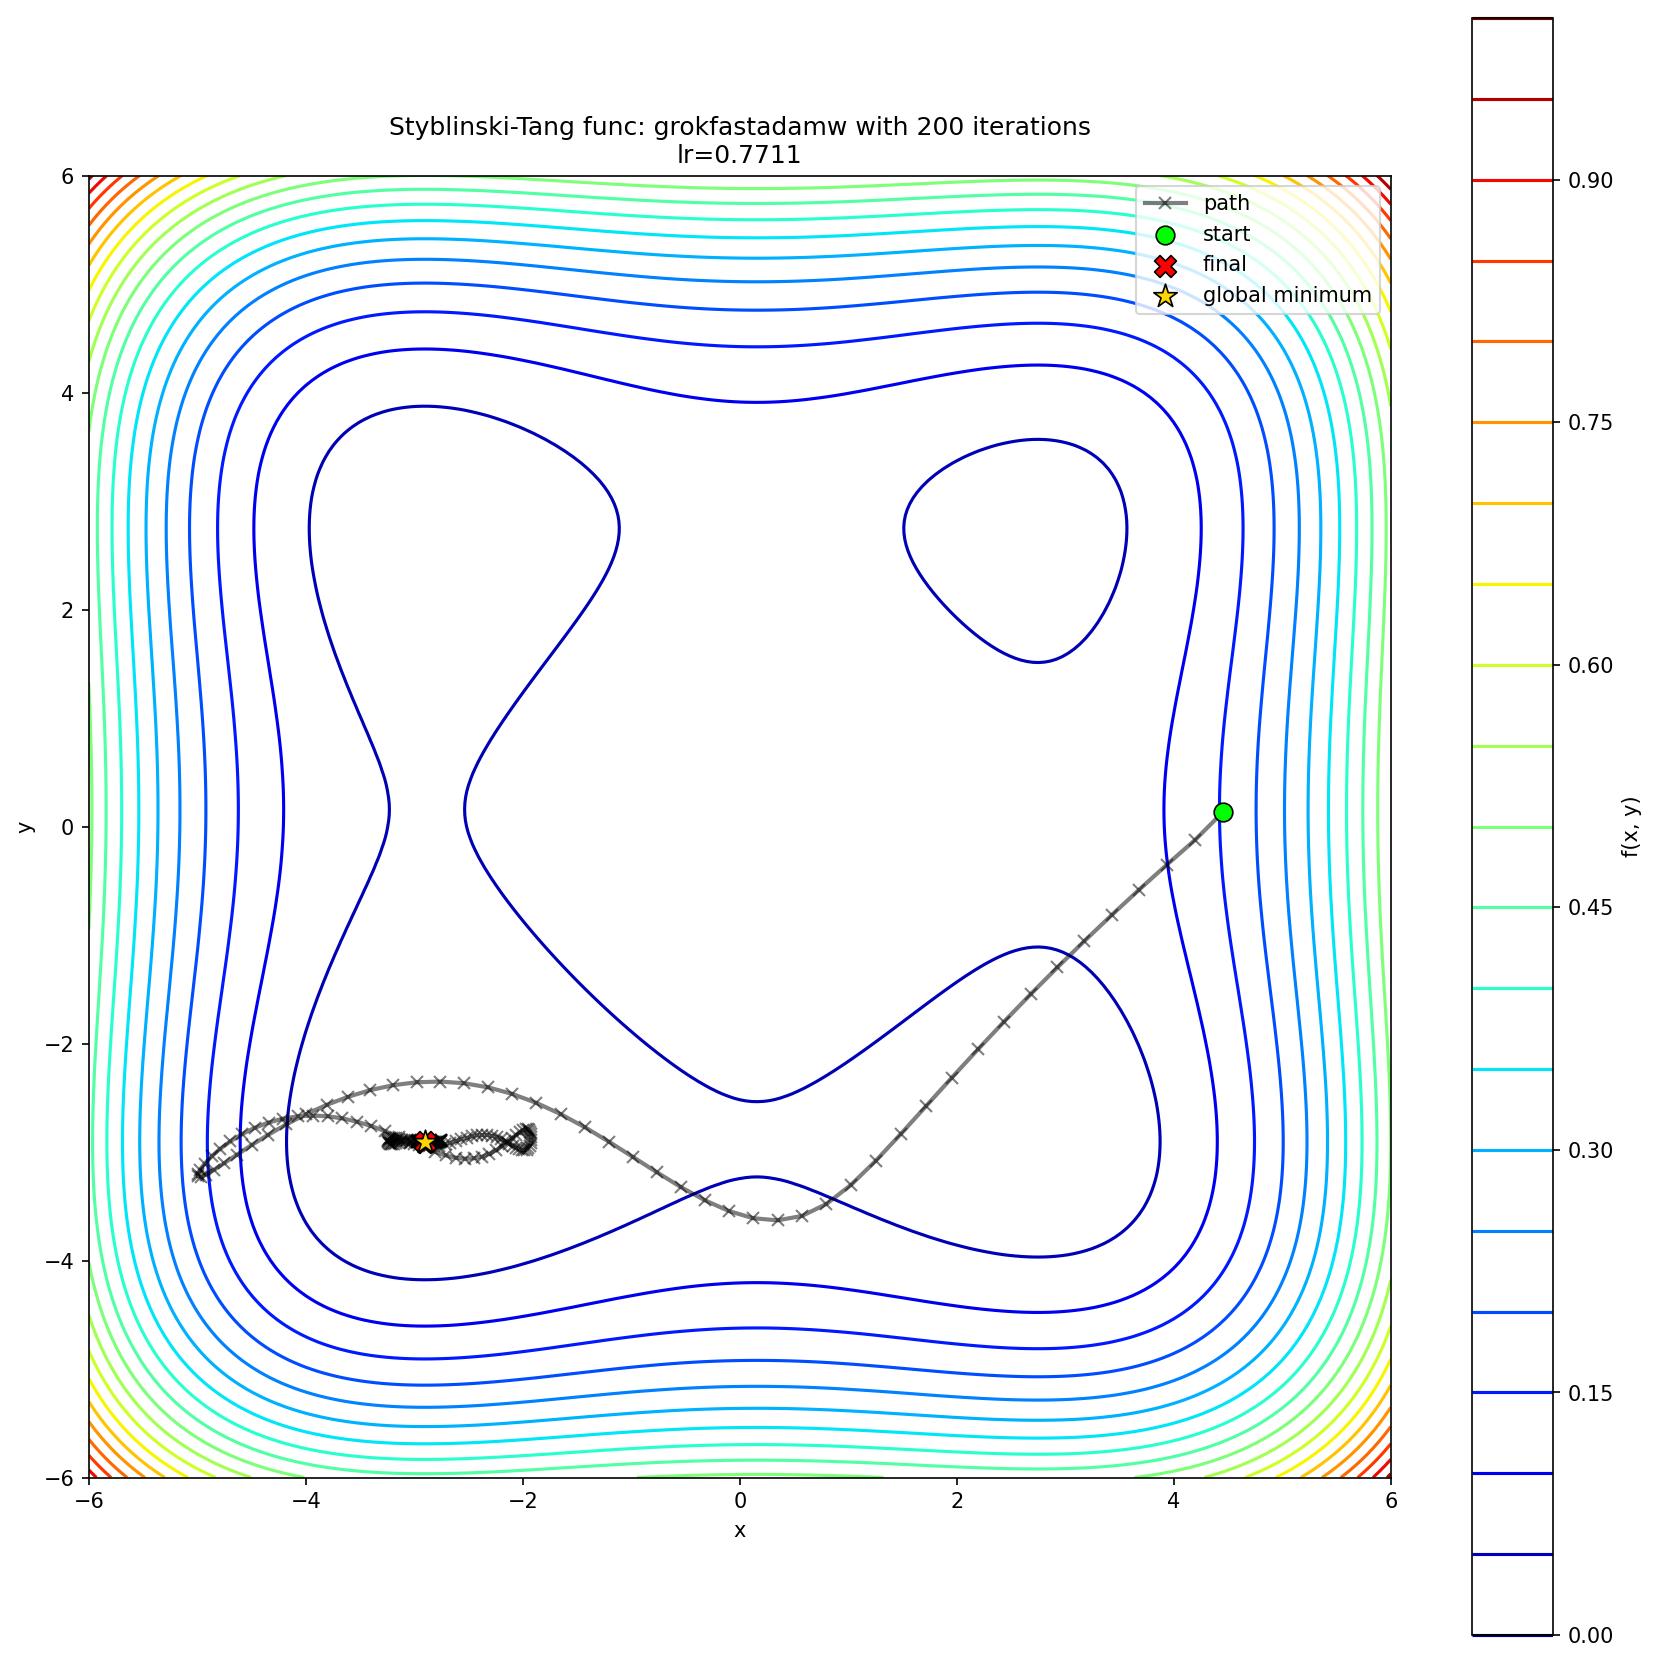 Styblinski-Tang func: grokfastadamw with 200 iterations
lr=0.7711
path
start
final
global minimum
6
4
2
0
−2
−4
−6
y
−6
−4
−2
0
2
4
6
x
0.90
0.75
0.60
0.45
0.30
0.15
0.00
f(x, y)